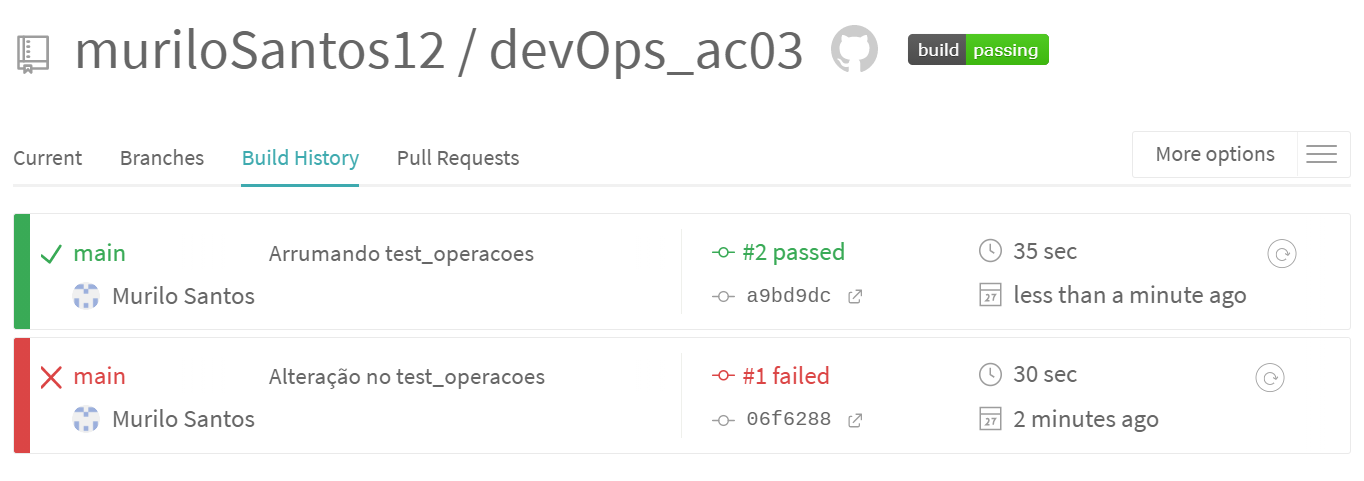 muriloSantos12 / devOps_ac03 build passing
Current Branches Build History Pull Requests More options
main Arrumando test_operacoes #2 passed 35 sec
Murilo Santos a9bd9dc 27 less than a minute ago
main Alteração no test_operacoes #1 failed 30 sec
Murilo Santos 06f6288 27 2 minutes ago